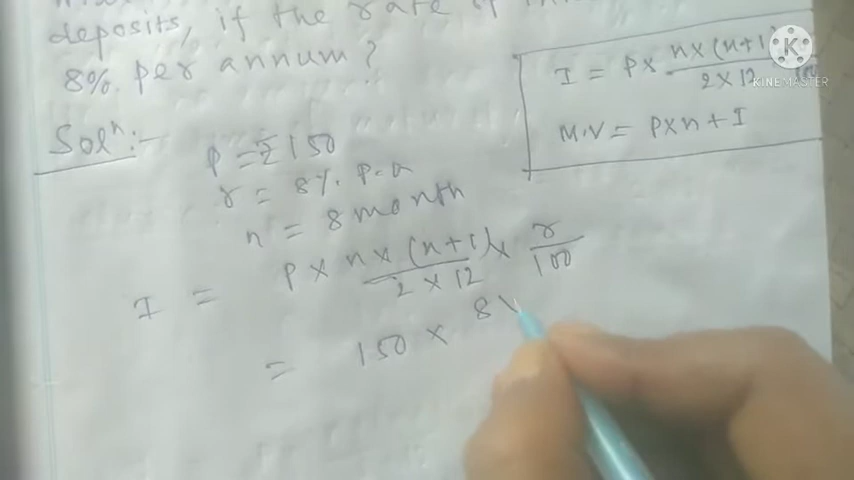 deposits, if the rate
8% per annum?
I = P × n × (n+1)
2 × 12
M.V = P × n + I
KINEMASTER
Solⁿ:-
P = ₹ 150
r = 8% p.a
n = 8 month
I = P × n × (n+1) × r
2 × 12 100
= 150 × 8 ×